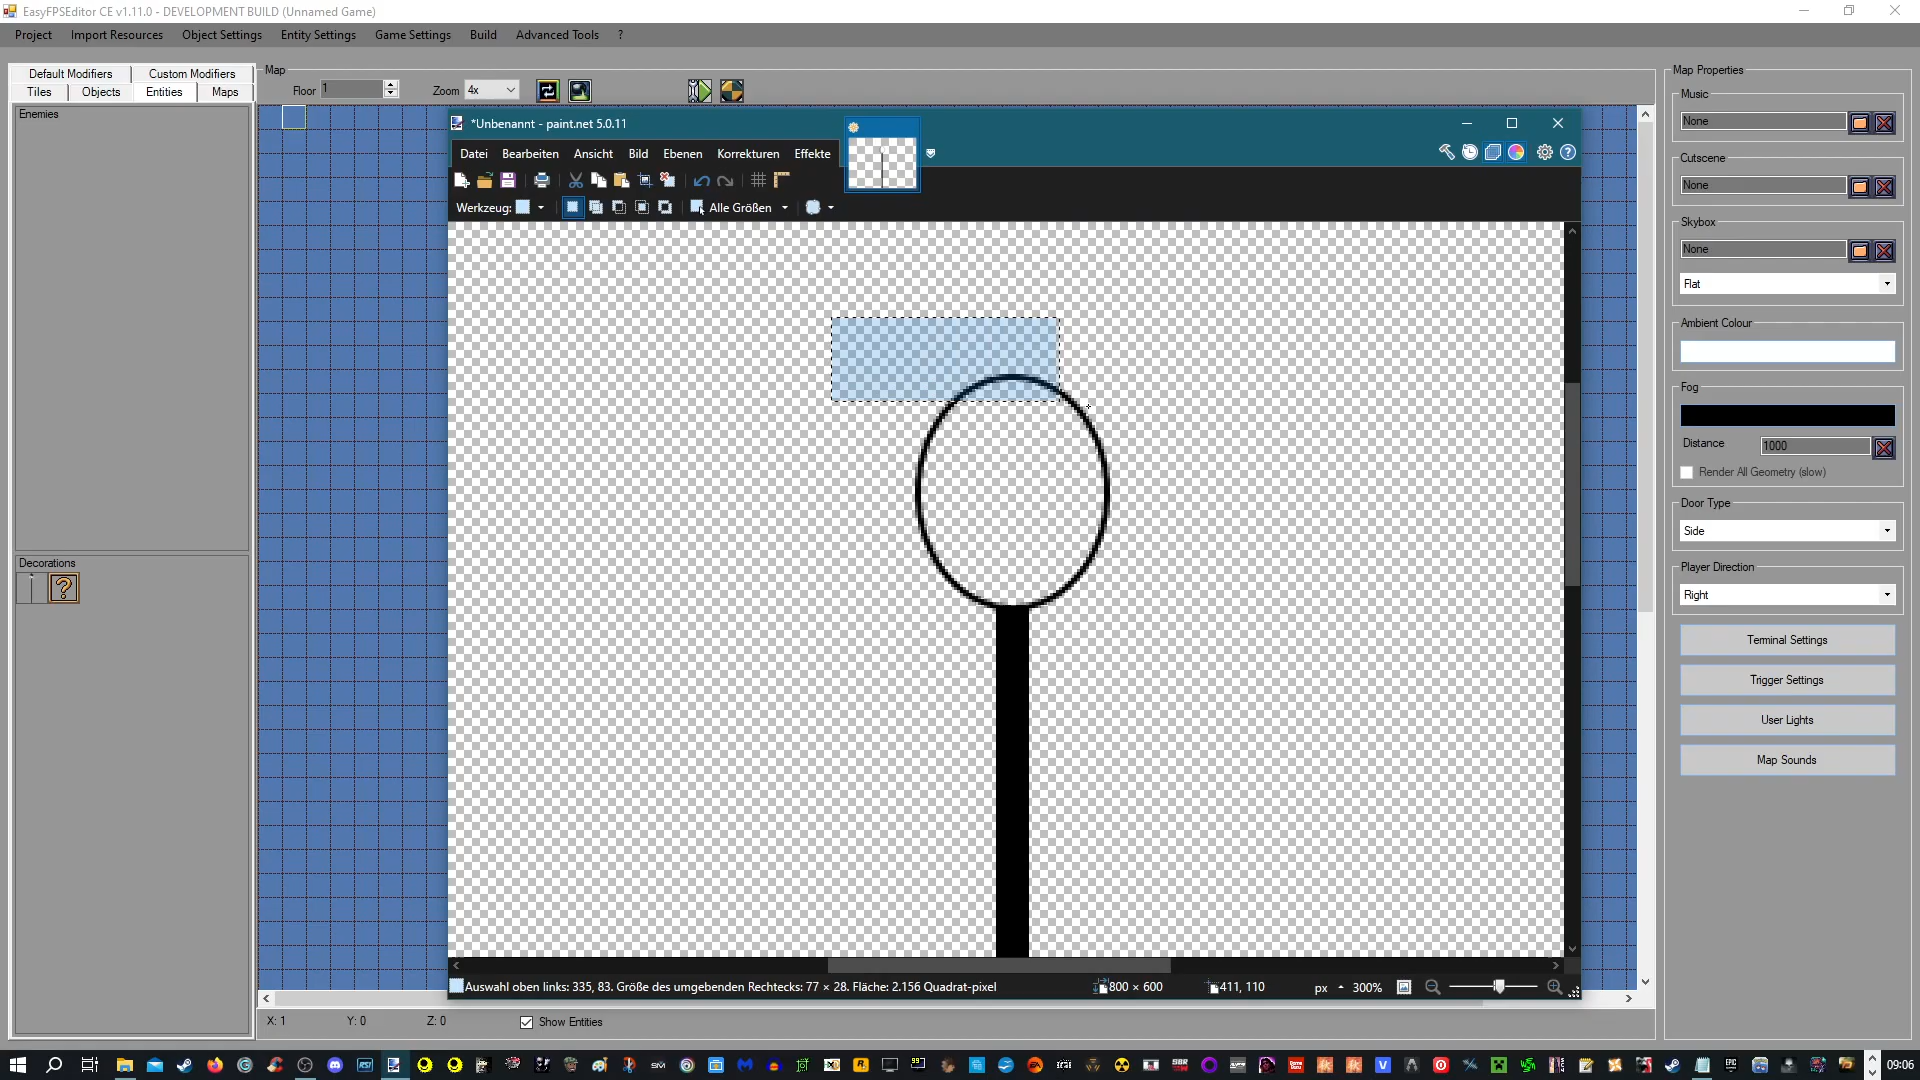 EasyFPSEditor CE v1.11.0 - DEVELOPMENT BUILD (Unnamed Game)
Project Import Resources Object Settings Entity Settings Game Settings Build Advanced Tools ?
Default Modifiers Custom Modifiers
Tiles Objects Entities Maps
Enemies
Decorations
Map
Floor 1 Zoom 4x
*Unbenannt - paint.net 5.0.11
Datei Bearbeiten Ansicht Bild Ebenen Korrekturen Effekte
Werkzeug: Alle Größen
Auswahl oben links: 335, 83. Größe des umgebenden Rechtecks: 77 × 28. Fläche: 2.156 Quadrat-pixel
800 × 600
411, 110
px 300%
X: 1 Y: 0 Z: 0 Show Entities
Map Properties
Music
None
Cutscene
None
Skybox
None
Flat
Ambient Colour
Fog
Distance 1000
Render All Geometry (slow)
Door Type
Side
Player Direction
Right
Terminal Settings
Trigger Settings
User Lights
Map Sounds
09:06